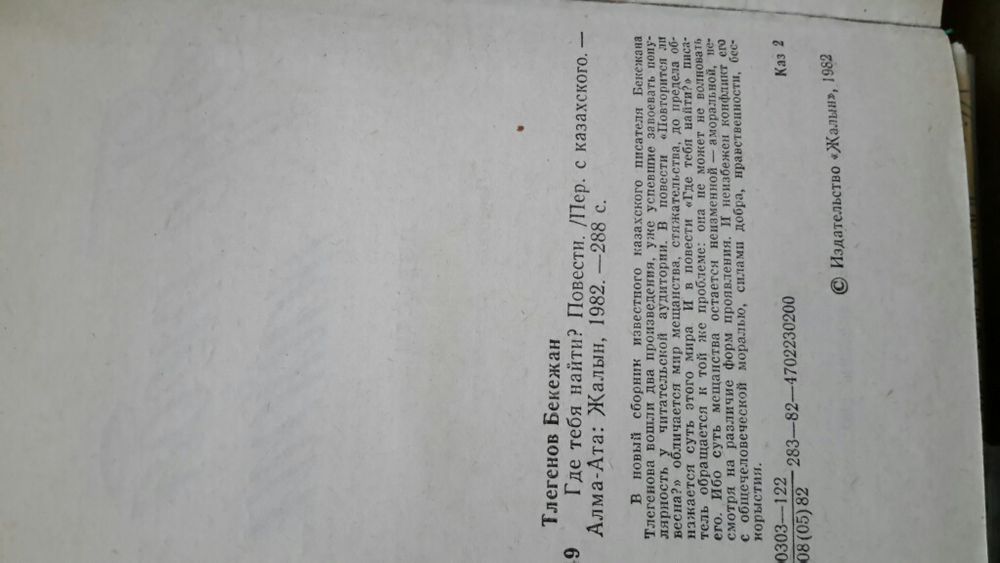 Тлегенов Бекежан
49
Где тебя найти? Повести. /Пер. с казахского. —
Алма-Ата: Жалын, 1982. —288 с.
В новый сборник известного казахского писателя Бекежана
Тлегенова вошли два произведения, уже успевшие завоевать попу-
лярность у читательской аудитории. В повести «Повторится ли
весна?» обличается мир мещанства, стяжательства, до предела об-
нажается суть этого мира И в повести «Где тебя найти?» писа-
тель обращается к той же проблеме: она не может не волновать
его. Ибо суть мещанства остается неизменной — аморальной, не-
смотря на различие форм проявления. И неизбежен конфликт его
с общечеловеческой моралью, силами добра, нравственности, бес-
корыстия.
0303—122
08(05)82
283—82—4702230200
Каз 2
© Издательство «Жалын», 1982